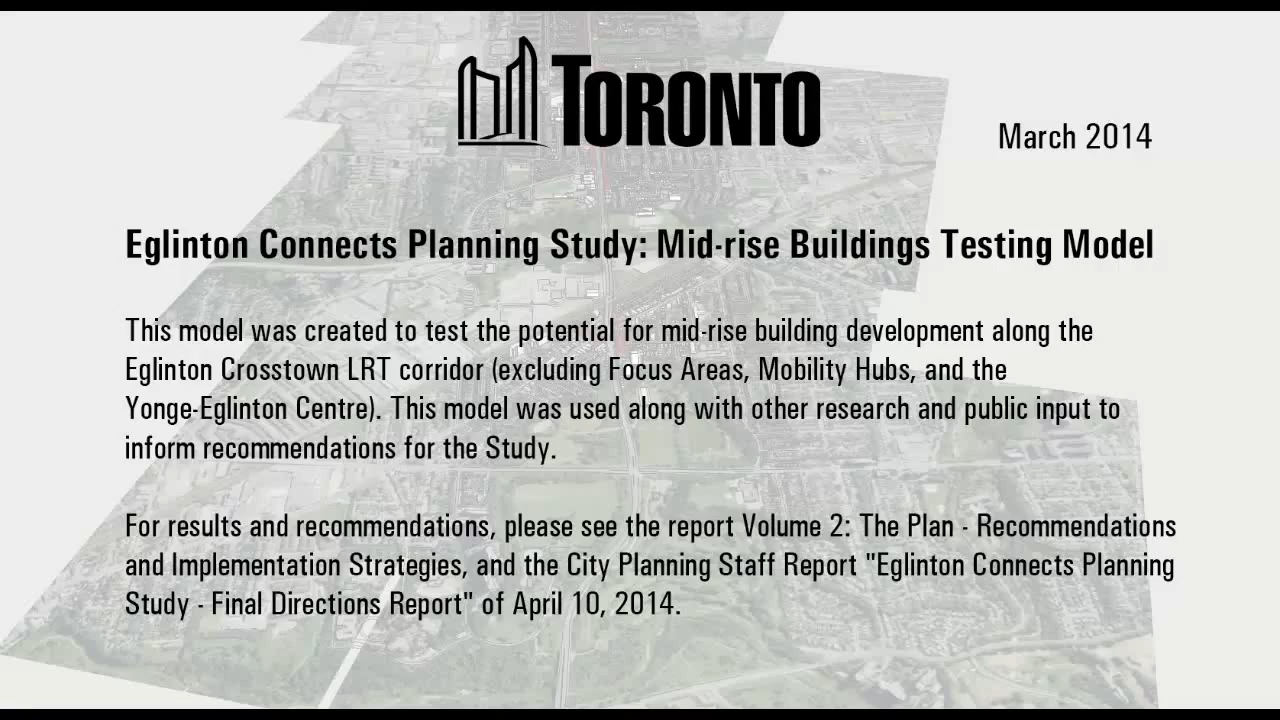 TORONTO
March 2014
Eglinton Connects Planning Study: Mid-rise Buildings Testing Model
This model was created to test the potential for mid-rise building development along the
Eglinton Crosstown LRT corridor (excluding Focus Areas, Mobility Hubs, and the
Yonge-Eglinton Centre). This model was used along with other research and public input to
inform recommendations for the Study.
For results and recommendations, please see the report Volume 2: The Plan - Recommendations
and Implementation Strategies, and the City Planning Staff Report "Eglinton Connects Planning
Study - Final Directions Report" of April 10, 2014.